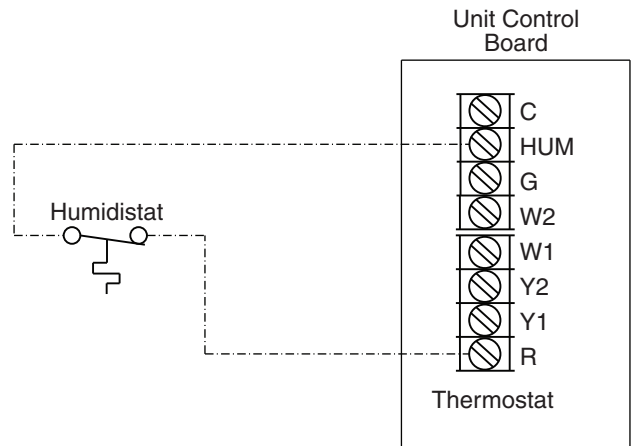 Unit Control
Board
C
HUM
G
W2
W1
Y2
Y1
R
Humidistat
Thermostat